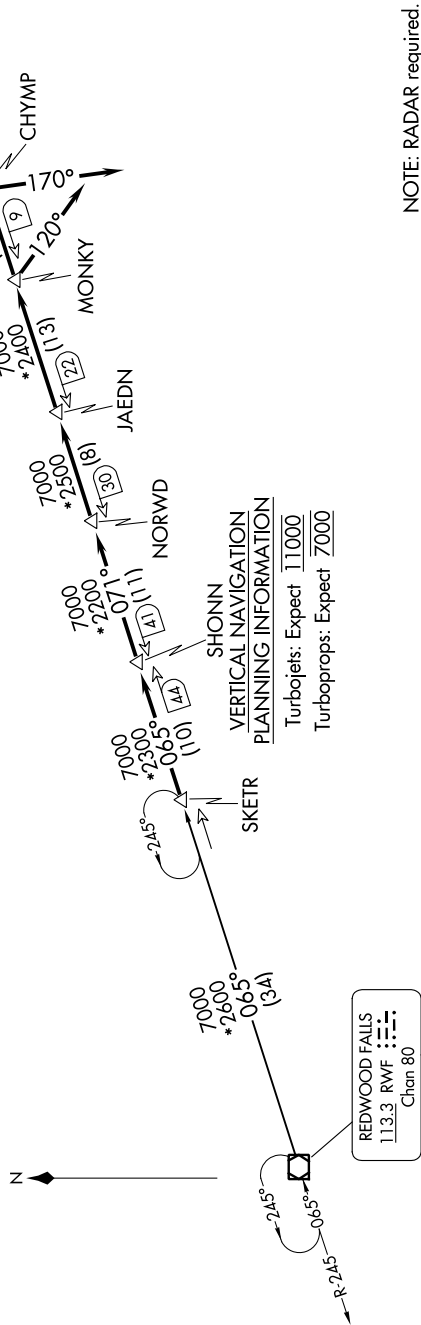 N
R-245
065°
245°
REDWOOD FALLS
113.3 RWF
Chan 80
7000
*2600
065°
(34)
245°
SKETR
7000
*2300
065°
(10)
44
SHONN
VERTICAL NAVIGATION
PLANNING INFORMATION
Turbojets: Expect 11000
Turboprops: Expect 7000
41
7000
*2200
071°
(11)
NORWD
30
7000
*2500
(8)
JAEDN
22
7000
*2400
(13)
MONKY
9
120°
170°
CHYMP
NOTE: RADAR required.